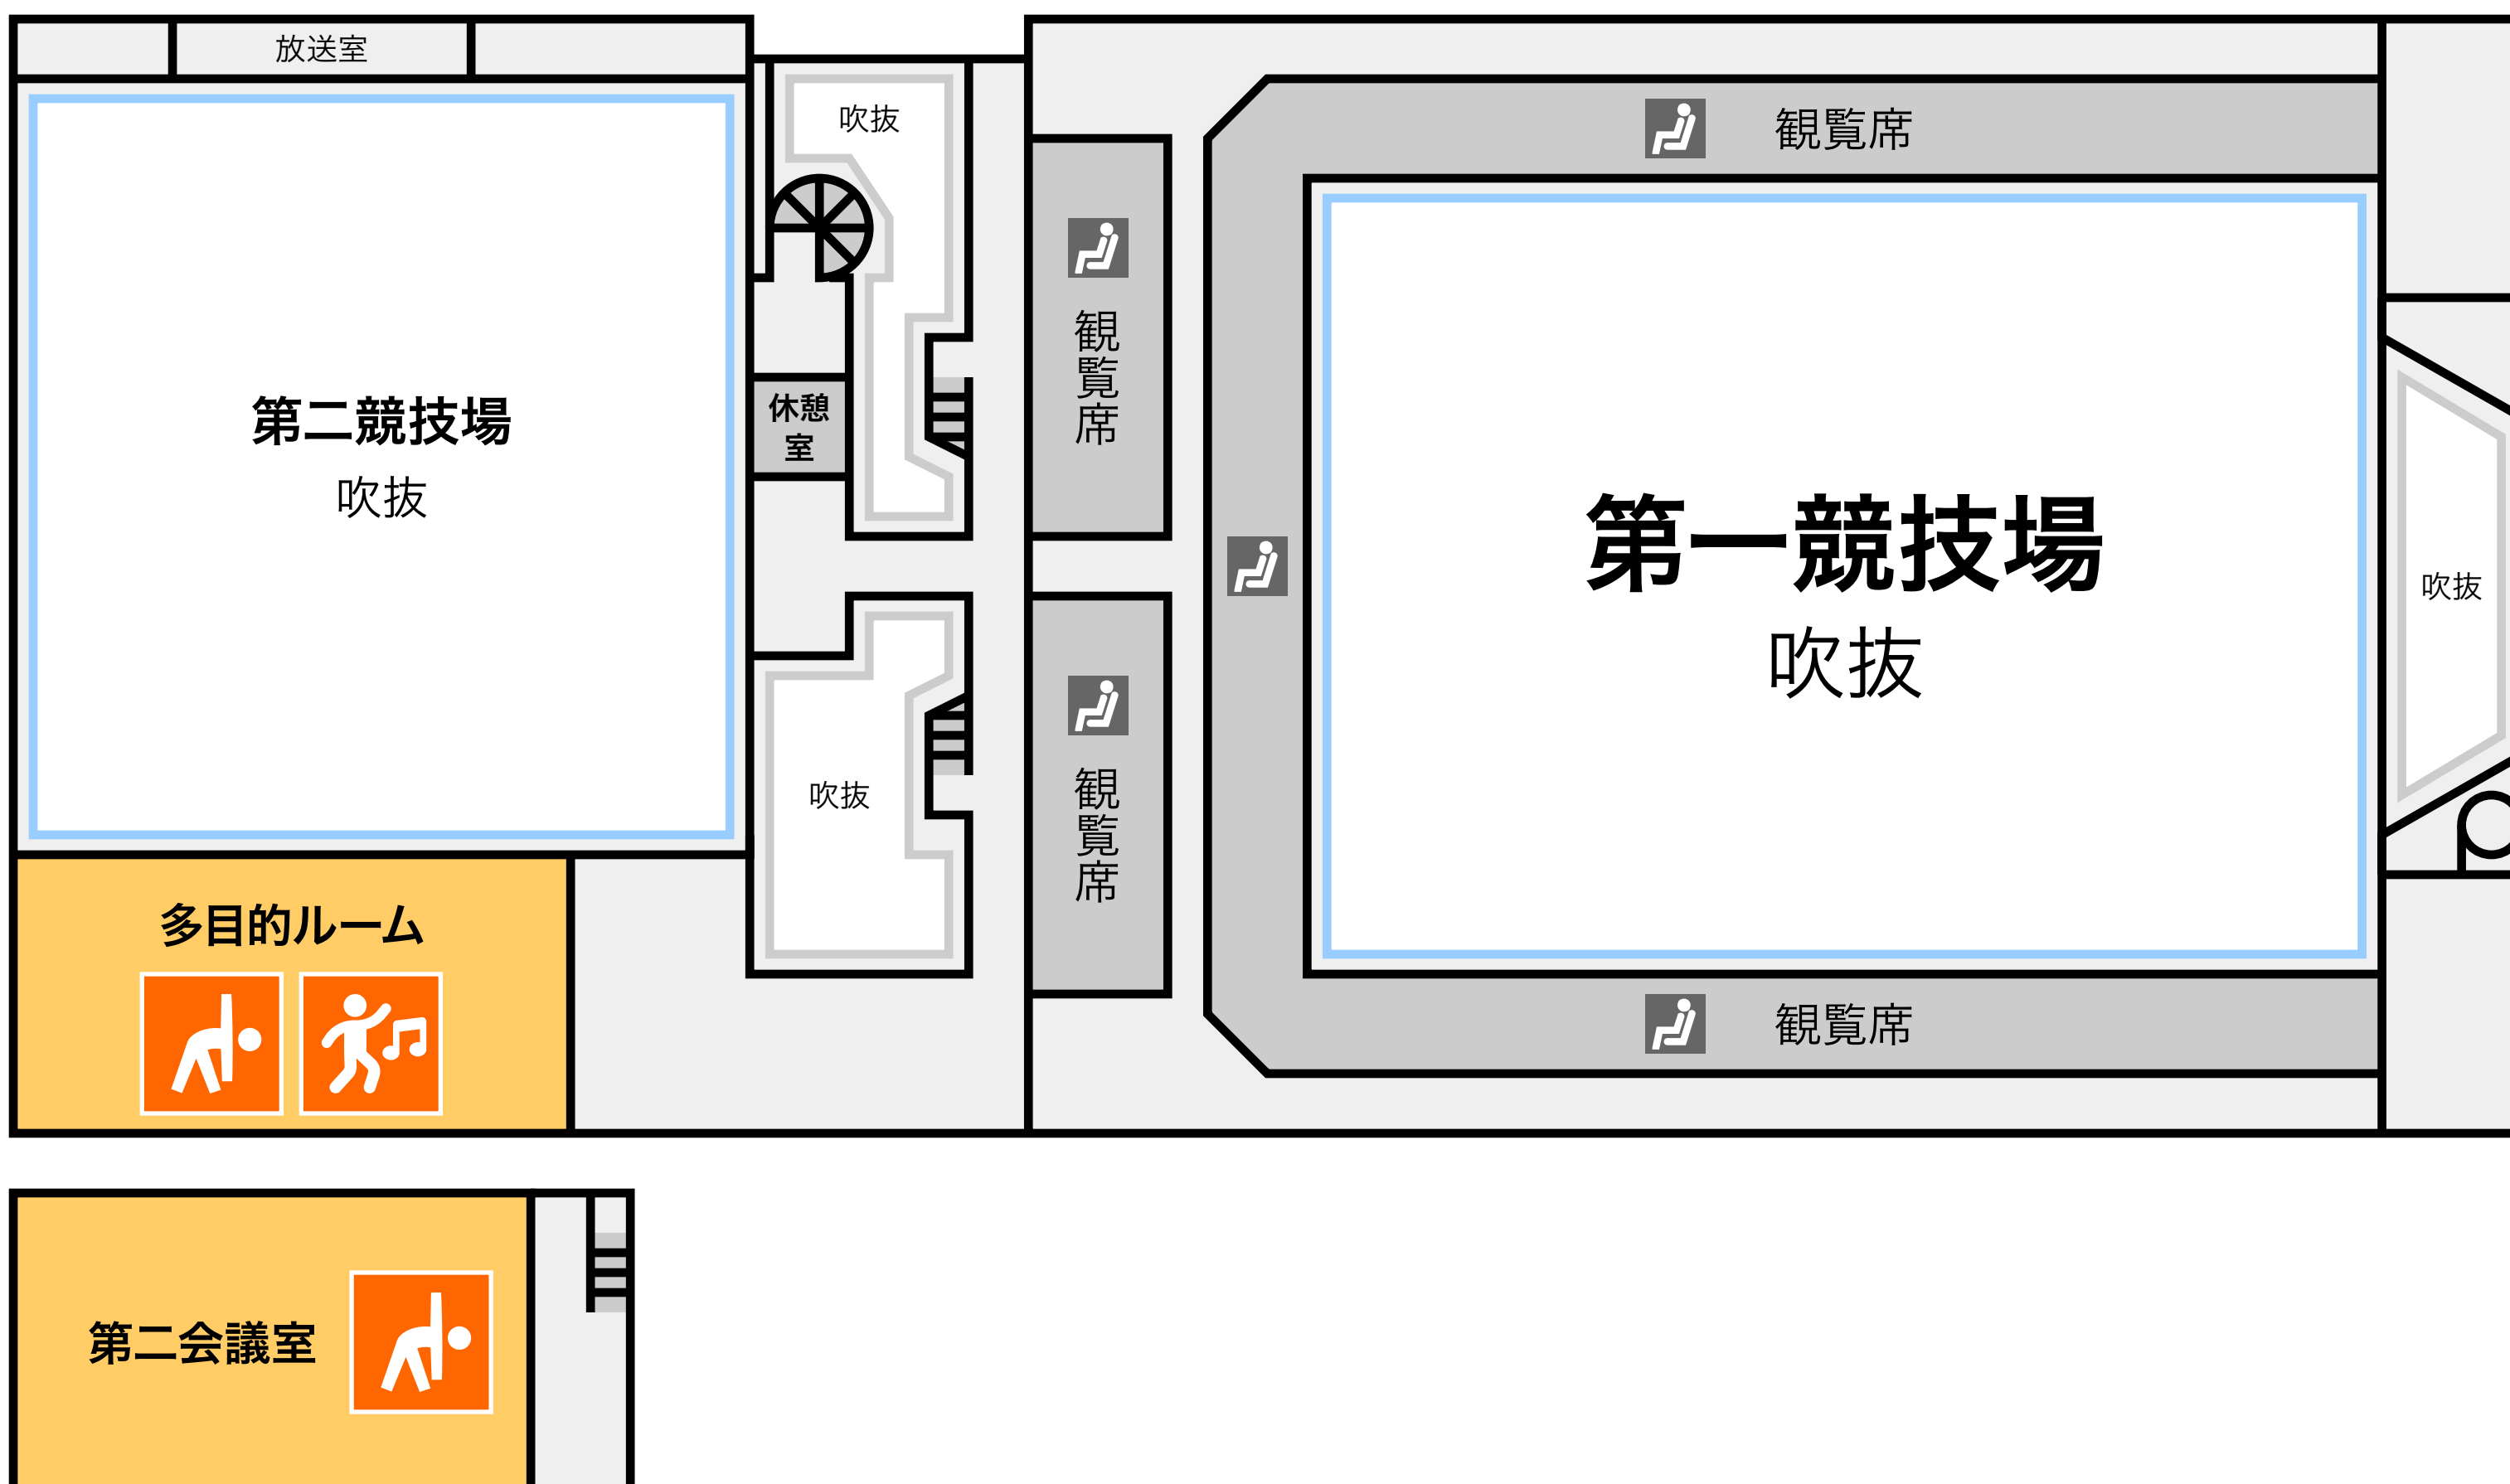 放送室
吹抜
観覧席
観覧席
休憩
室
第二競技場
吹抜
第一競技場
吹抜
吹抜
吹抜
観覧席
多目的ルーム
観覧席
第二会議室